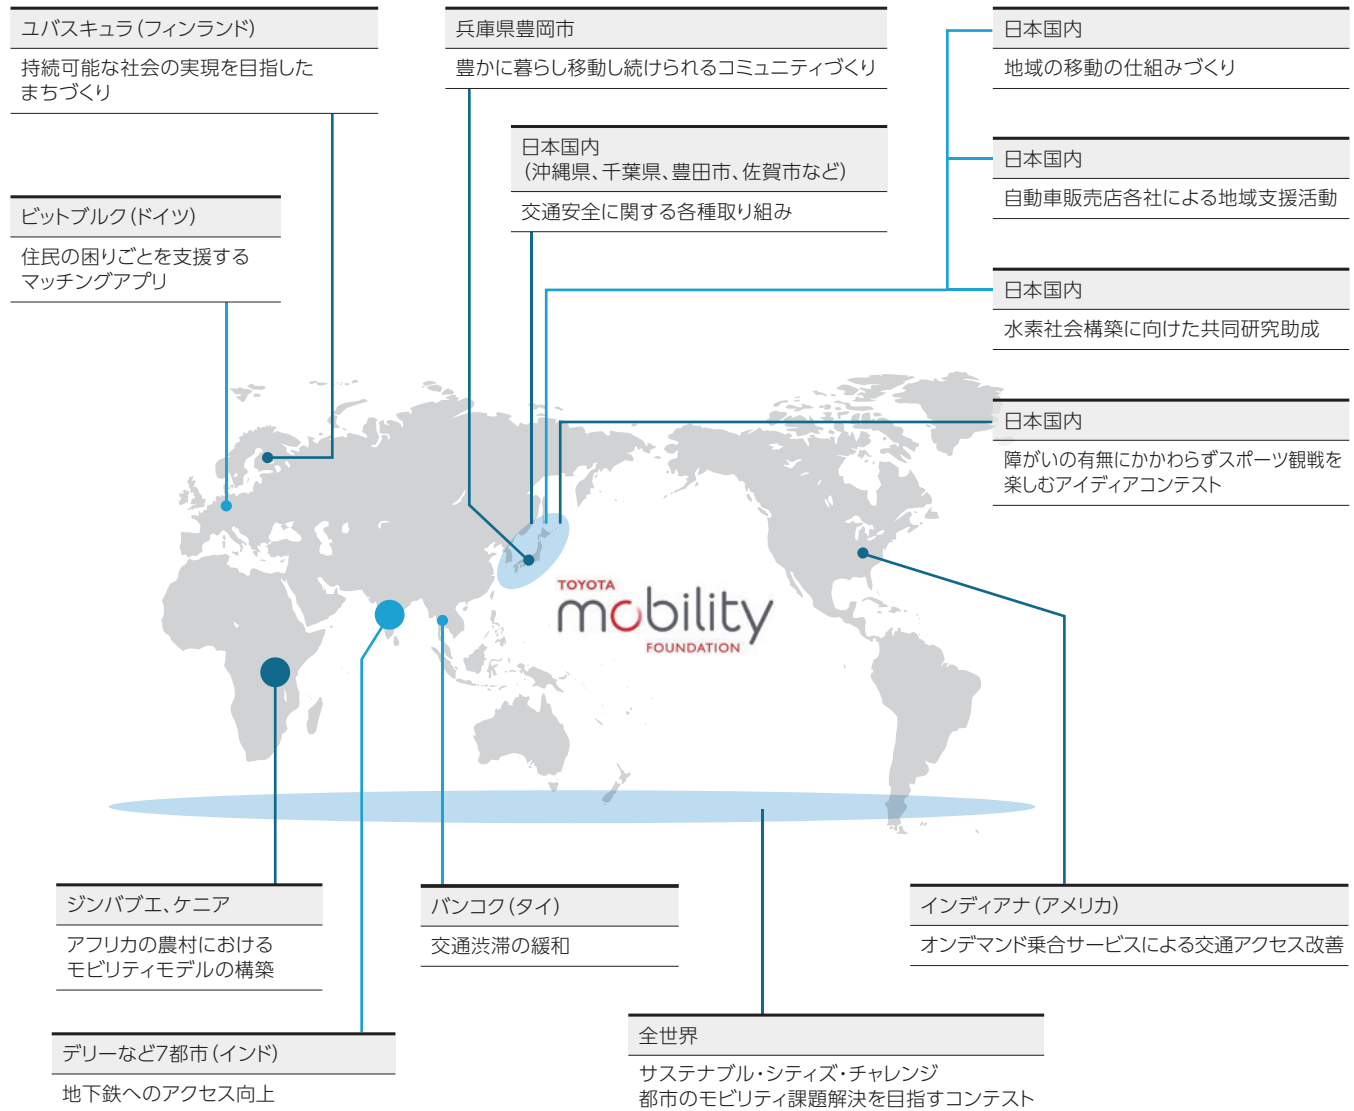 ユバスキュラ（フィンランド）
持続可能な社会の実現を目指した
まちづくり
兵庫県豊岡市
豊かに暮らし移動し続けられるコミュニティづくり
日本国内
地域の移動の仕組みづくり
日本国内
（沖縄県、千葉県、豊田市、佐賀市など）
交通安全に関する各種取り組み
日本国内
自動車販売店各社による地域支援活動
ビットブルク（ドイツ）
住民の困りごとを支援する
マッチングアプリ
日本国内
水素社会構築に向けた共同研究助成
日本国内
障がいの有無にかかわらずスポーツ観戦を
楽しむアイディアコンテスト
TOYOTA
mobility
FOUNDATION
ジンバブエ、ケニア
アフリカの農村における
モビリティモデルの構築
バンコク（タイ）
交通渋滞の緩和
インディアナ（アメリカ）
オンデマンド乗合サービスによる交通アクセス改善
デリーなど7都市（インド）
地下鉄へのアクセス向上
全世界
サステナブル・シティズ・チャレンジ
都市のモビリティ課題解決を目指すコンテスト